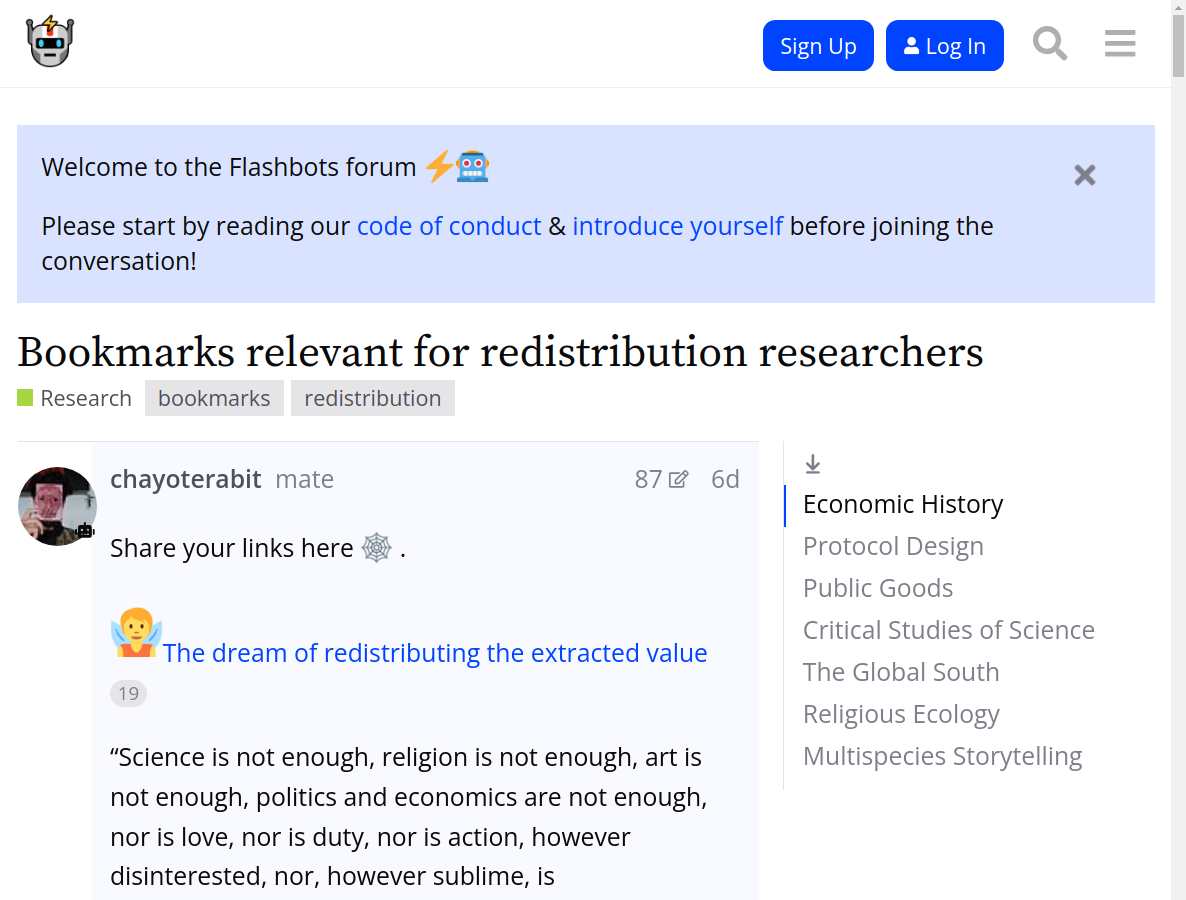 Sign Up
Log In
Welcome to the Flashbots forum
Please start by reading our code of conduct & introduce yourself before joining the
conversation!
Bookmarks relevant for redistribution researchers
Research bookmarks redistribution
chayoterabit mate 87 6d
Share your links here .
The dream of redistributing the extracted value
19
“Science is not enough, religion is not enough, art is
not enough, politics and economics are not enough,
nor is love, nor is duty, nor is action, however
disinterested, nor, however sublime, is
Economic History
Protocol Design
Public Goods
Critical Studies of Science
The Global South
Religious Ecology
Multispecies Storytelling